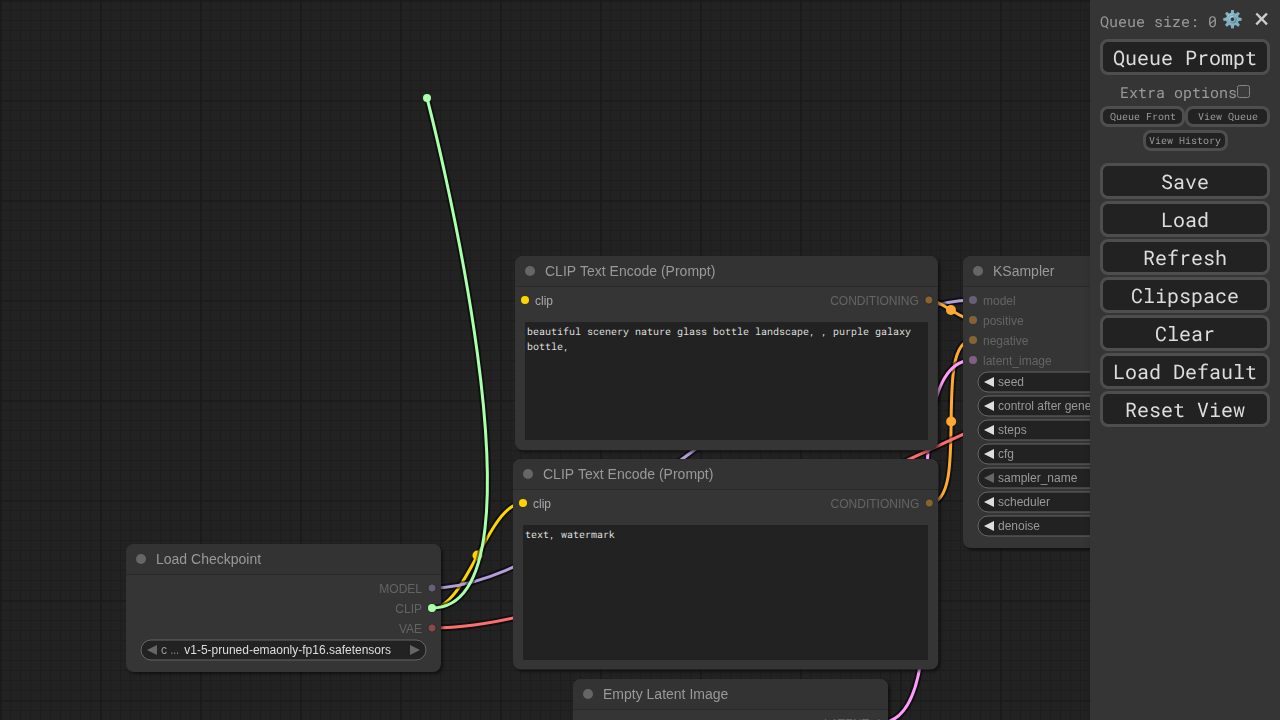 Queue size: 0
Queue Prompt
Extra options
Queue Front
View Queue
View History
Save
Load
Refresh
Clipspace
Clear
Load Default
Reset View
CLIP Text Encode (Prompt)
clip
CONDITIONING
beautiful scenery nature glass bottle landscape, , purple galaxy
bottle,
KSampler
model
positive
negative
latent_image
seed
control after gene
steps
cfg
sampler_name
scheduler
denoise
CLIP Text Encode (Prompt)
clip
CONDITIONING
text, watermark
Load Checkpoint
MODEL
CLIP
VAE
c ... v1-5-pruned-emaonly-fp16.safetensors
Empty Latent Image